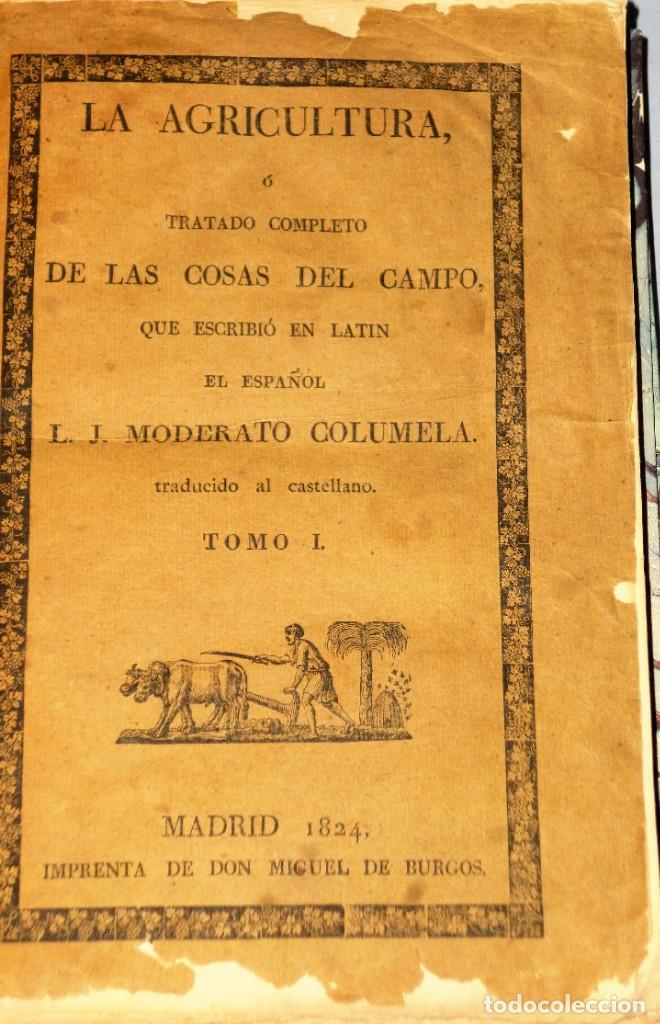 LA AGRICULTURA,
ó
TRATADO COMPLETO
DE LAS COSAS DEL CAMPO,
QUE ESCRIBIÓ EN LATIN
EL ESPAÑOL
L. J. MODERATO COLUMELA.
traducido al castellano.
TOMO I.
MADRID 1824,
IMPRENTA DE DON MIGUEL DE BURGOS.
todocoleccion